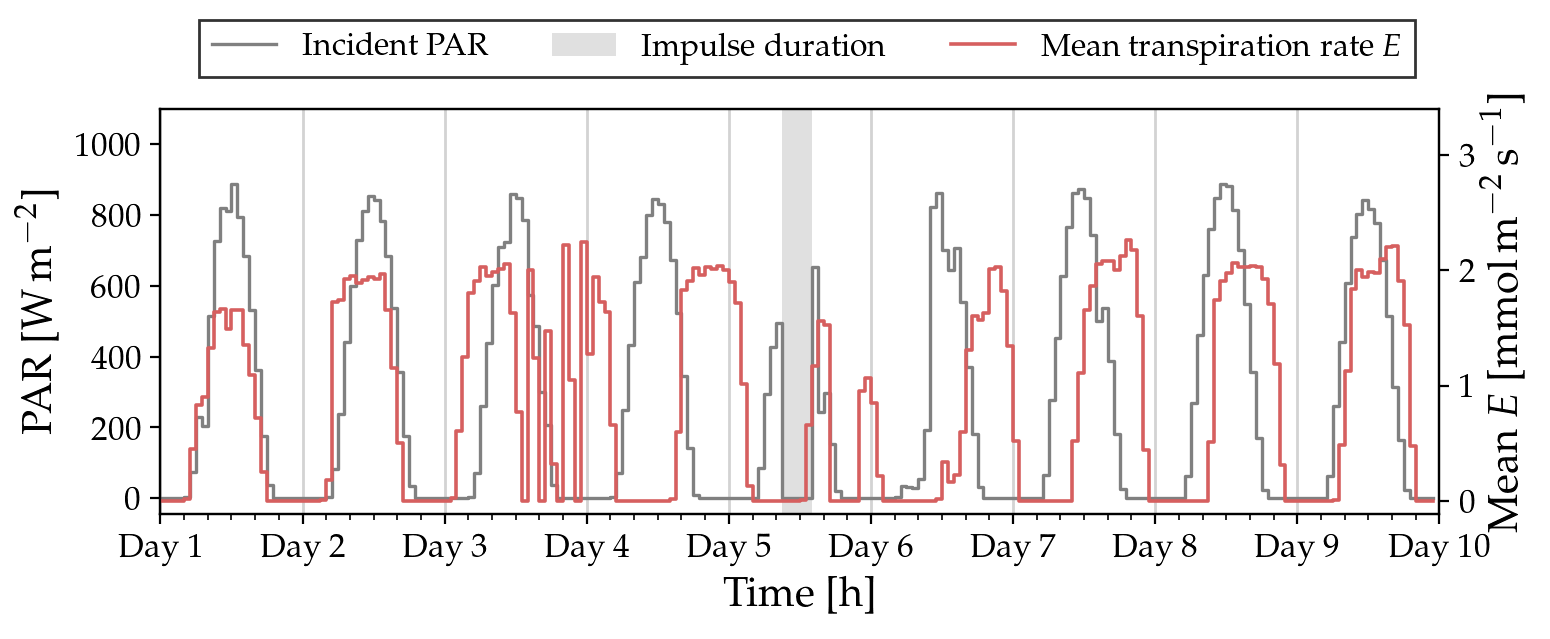 Incident PAR Impulse duration Mean transpiration rate E
1000
800
600
400
200
0
PAR [W m⁻²]
3
2
1
0
Mean E [mmol m⁻² s⁻¹]
Day 1 Day 2 Day 3 Day 4 Day 5 Day 6 Day 7 Day 8 Day 9 Day 10
Time [h]